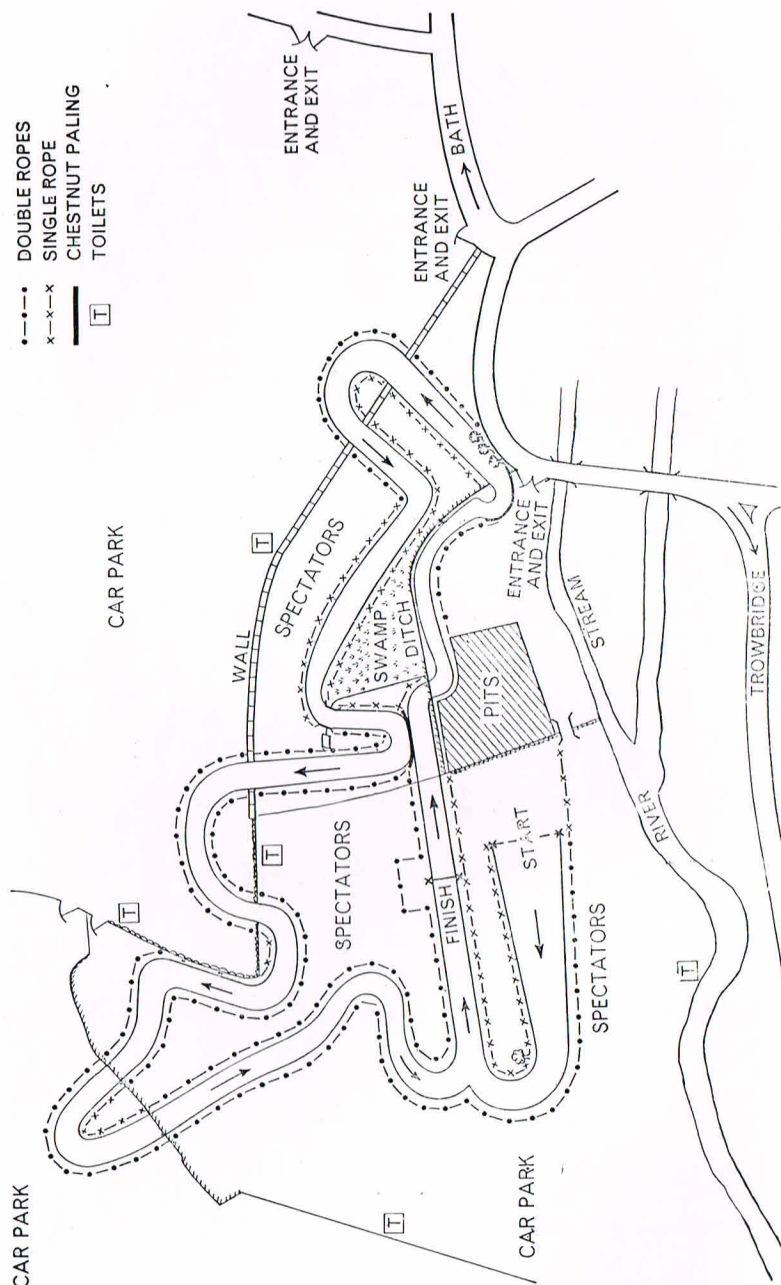 DOUBLE ROPES
SINGLE ROPE
CHESTNUT PALING
T TOILETS
CAR PARK
CAR PARK
CAR PARK
ENTRANCE
AND EXIT
ENTRANCE
AND EXIT
ENTRANCE
AND EXIT
BATH
WALL
T
SPECTATORS
SWAMP
DITCH
PITS
STREAM
RIVER
TROWBRIDGE
T
T
SPECTATORS
FINISH
START
SPECTATORS
T
T